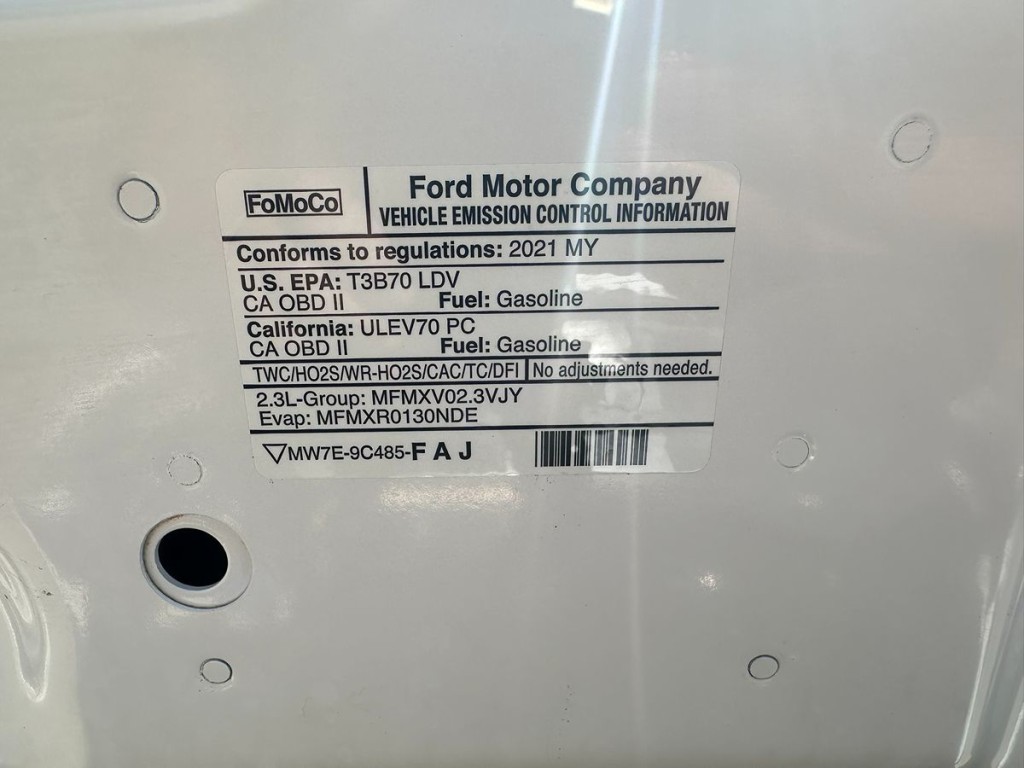 FoMoCo
Ford Motor Company
VEHICLE EMISSION CONTROL INFORMATION
Conforms to regulations: 2021 MY
U.S. EPA: T3B70 LDV
CA OBD II Fuel: Gasoline
California: ULEV70 PC
CA OBD II Fuel: Gasoline
TWC/HO2S/WR-HO2S/CAC/TC/DFI No adjustments needed.
2.3L-Group: MFMXV02.3VJY
Evap: MFMXR0130NDE
MW7E-9C485-F A J